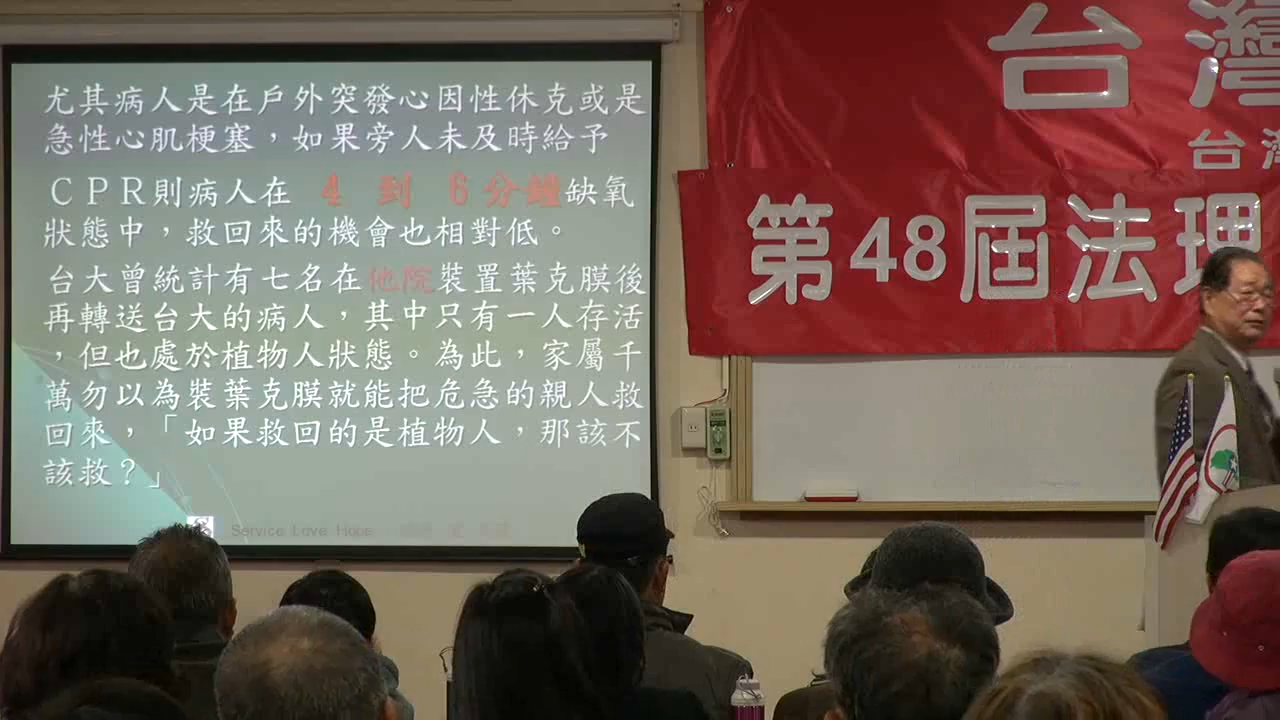 尤其病人是在戶外突發心因性休克或是
急性心肌梗塞，如果旁人未及時給予
ＣＰＲ則病人在 4 到 6分鐘缺氧
狀態中，救回來的機會也相對低。
台大曾統計有七名在他院裝置葉克膜後
再轉送台大的病人，其中只有一人存活
，但也處於植物人狀態。為此，家屬千
萬勿以為裝葉克膜就能把危急的親人救
回來，「如果救回的是植物人，那該不
該救？」
Service Love Hope
台灣
台灣
第48屆法理